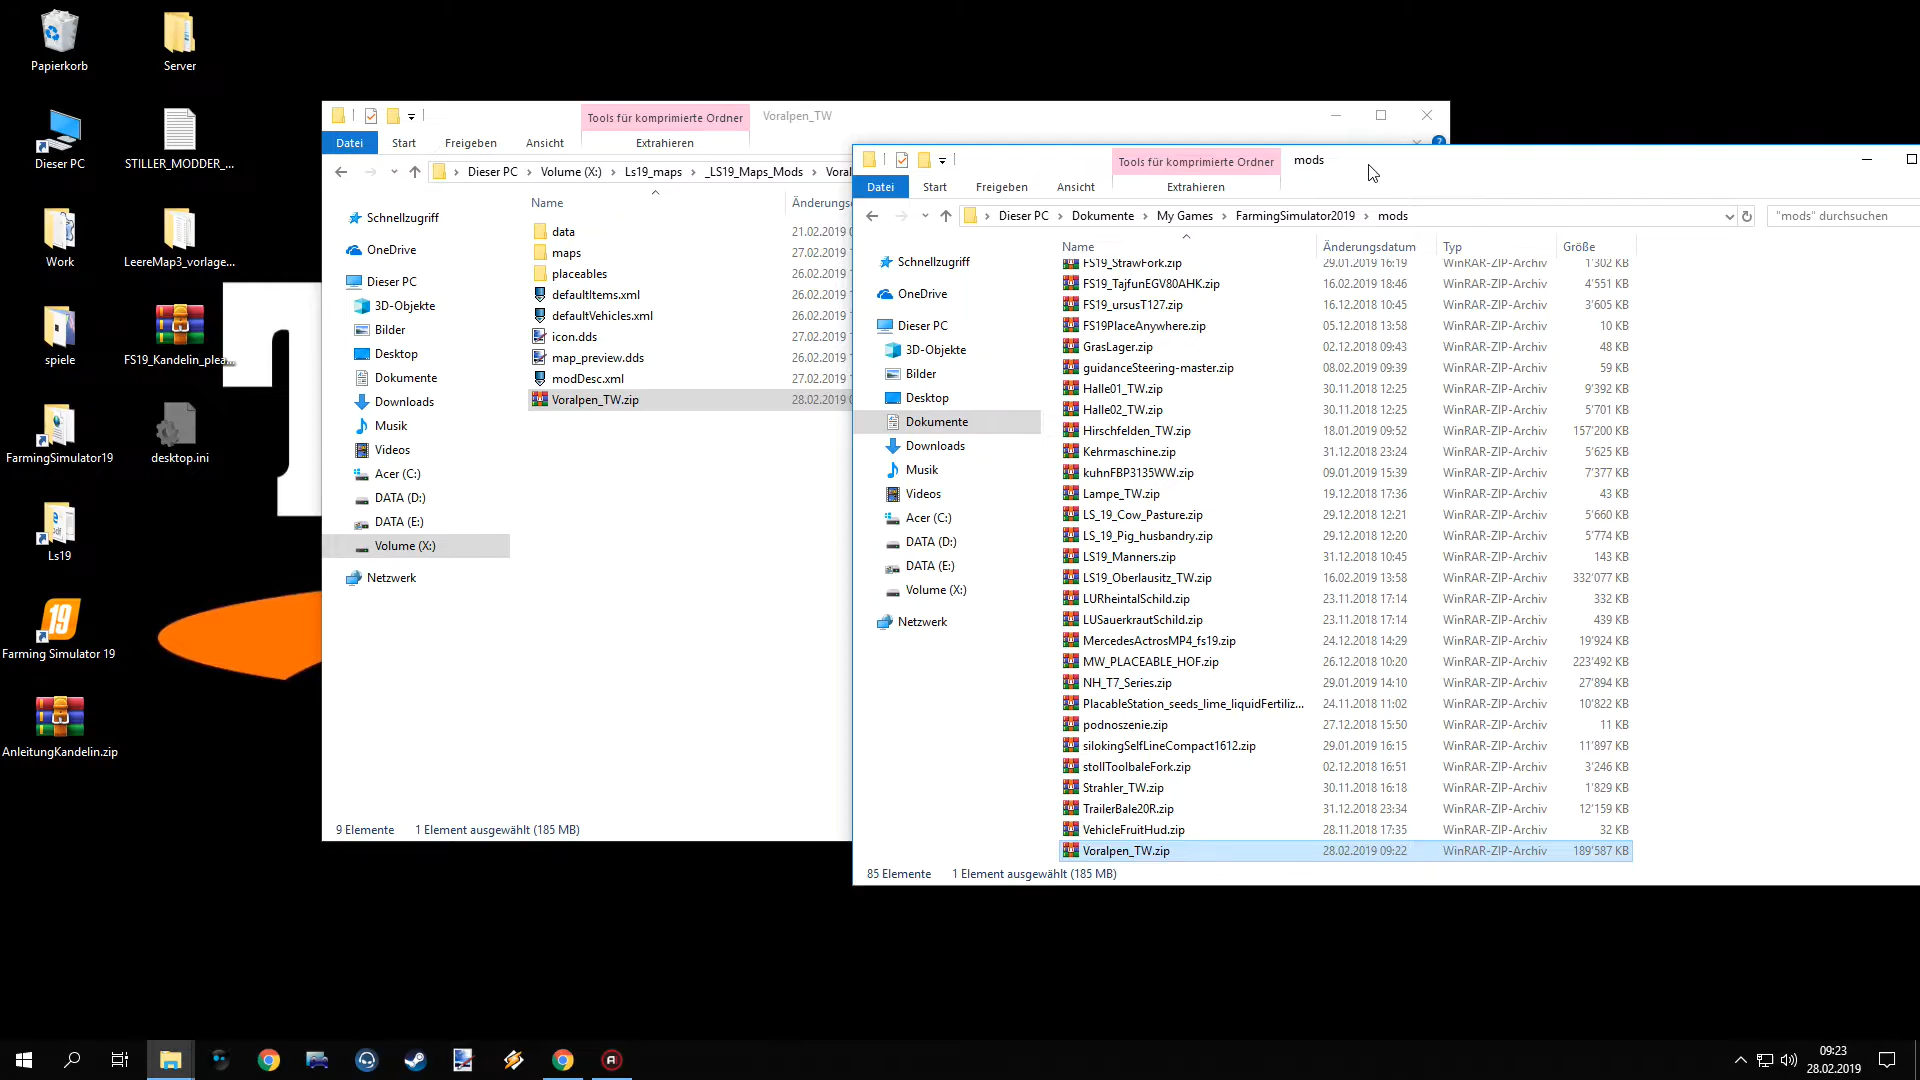 Papierkorb
Server
Dieser PC
STILLER_MODDER_...
Work
LeereMap3_vorlage...
spiele
FS19_Kandelin_plea...
FarmingSimulator19
desktop.ini
Ls19
Farming Simulator 19
AnleitungKandelin.zip
Tools für komprimierte Ordner
Voralpen_TW
Datei
Start
Freigeben
Ansicht
Extrahieren
Dieser PC
Volume (X:)
Ls19_maps
_LS19_Maps_Mods
Voral
Name
Änderungs
Schnellzugriff
OneDrive
Dieser PC
3D-Objekte
Bilder
Desktop
Dokumente
Downloads
Musik
Videos
Acer (C:)
DATA (D:)
DATA (E:)
Volume (X:)
Netzwerk
data 21.02.2019
maps 27.02.2019
placeables 26.02.2019
defaultItems.xml 26.02.2019
defaultVehicles.xml 26.02.2019
icon.dds 26.02.2019
map_preview.dds 26.02.2019
modDesc.xml 27.02.2019
Voralpen_TW.zip 28.02.2019
9 Elemente 1 Element ausgewählt (185 MB)
Tools für komprimierte Ordner
mods
Datei
Start
Freigeben
Ansicht
Extrahieren
Dieser PC
Dokumente
My Games
FarmingSimulator2019
mods
"mods" durchsuchen
Name Änderungsdatum Typ Größe
Schnellzugriff
OneDrive
Dieser PC
3D-Objekte
Bilder
Desktop
Dokumente
Downloads
Musik
Videos
Acer (C:)
DATA (D:)
DATA (E:)
Volume (X:)
Netzwerk
FS19_StrawFork.zip 29.01.2019 16:19 WinRAR-ZIP-Archiv 1'302 KB
FS19_TajfunEGV80AHK.zip 16.02.2019 18:46 WinRAR-ZIP-Archiv 4'551 KB
FS19_ursusT127.zip 16.12.2018 10:45 WinRAR-ZIP-Archiv 3'605 KB
FS19PlaceAnywhere.zip 05.12.2018 13:58 WinRAR-ZIP-Archiv 10 KB
GrasLager.zip 02.12.2018 09:43 WinRAR-ZIP-Archiv 48 KB
guidanceSteering-master.zip 08.02.2019 09:39 WinRAR-ZIP-Archiv 59 KB
Halle01_TW.zip 30.11.2018 12:25 WinRAR-ZIP-Archiv 9'392 KB
Halle02_TW.zip 30.11.2018 12:25 WinRAR-ZIP-Archiv 5'701 KB
Hirschfelden_TW.zip 18.01.2019 09:52 WinRAR-ZIP-Archiv 157'200 KB
Kehrmaschine.zip 31.12.2018 23:24 WinRAR-ZIP-Archiv 5'625 KB
kuhnFBP3135WW.zip 09.01.2019 15:39 WinRAR-ZIP-Archiv 7'377 KB
Lampe_TW.zip 19.12.2018 17:36 WinRAR-ZIP-Archiv 43 KB
LS_19_Cow_Pasture.zip 29.12.2018 12:21 WinRAR-ZIP-Archiv 5'660 KB
LS_19_Pig_husbandry.zip 29.12.2018 12:20 WinRAR-ZIP-Archiv 5'774 KB
LS19_Manners.zip 31.12.2018 10:45 WinRAR-ZIP-Archiv 143 KB
LS19_Oberlausitz_TW.zip 16.02.2019 13:58 WinRAR-ZIP-Archiv 332'077 KB
LURheintalSchild.zip 23.11.2018 17:14 WinRAR-ZIP-Archiv 332 KB
LUSauerkrautSchild.zip 23.11.2018 17:14 WinRAR-ZIP-Archiv 439 KB
MercedesActrosMP4_fs19.zip 24.12.2018 14:29 WinRAR-ZIP-Archiv 19'924 KB
MW_PLACEABLE_HOF.zip 26.12.2018 10:20 WinRAR-ZIP-Archiv 223'492 KB
NH_T7_Series.zip 29.01.2019 14:10 WinRAR-ZIP-Archiv 27'894 KB
PlacableStation_seeds_lime_liquidFertiliz... 24.11.2018 11:02 WinRAR-ZIP-Archiv 10'822 KB
podnoszenie.zip 27.12.2018 15:50 WinRAR-ZIP-Archiv 11 KB
silokingSelfLineCompact1612.zip 29.01.2019 16:15 WinRAR-ZIP-Archiv 11'897 KB
stollToolbaleFork.zip 02.12.2018 16:51 WinRAR-ZIP-Archiv 3'246 KB
Strahler_TW.zip 30.11.2018 16:18 WinRAR-ZIP-Archiv 1'829 KB
TrailerBale20R.zip 31.12.2018 23:34 WinRAR-ZIP-Archiv 12'159 KB
VehicleFruitHud.zip 28.11.2018 17:35 WinRAR-ZIP-Archiv 32 KB
Voralpen_TW.zip 28.02.2019 09:22 WinRAR-ZIP-Archiv 189'587 KB
85 Elemente 1 Element ausgewählt (185 MB)
09:23
28.02.2019